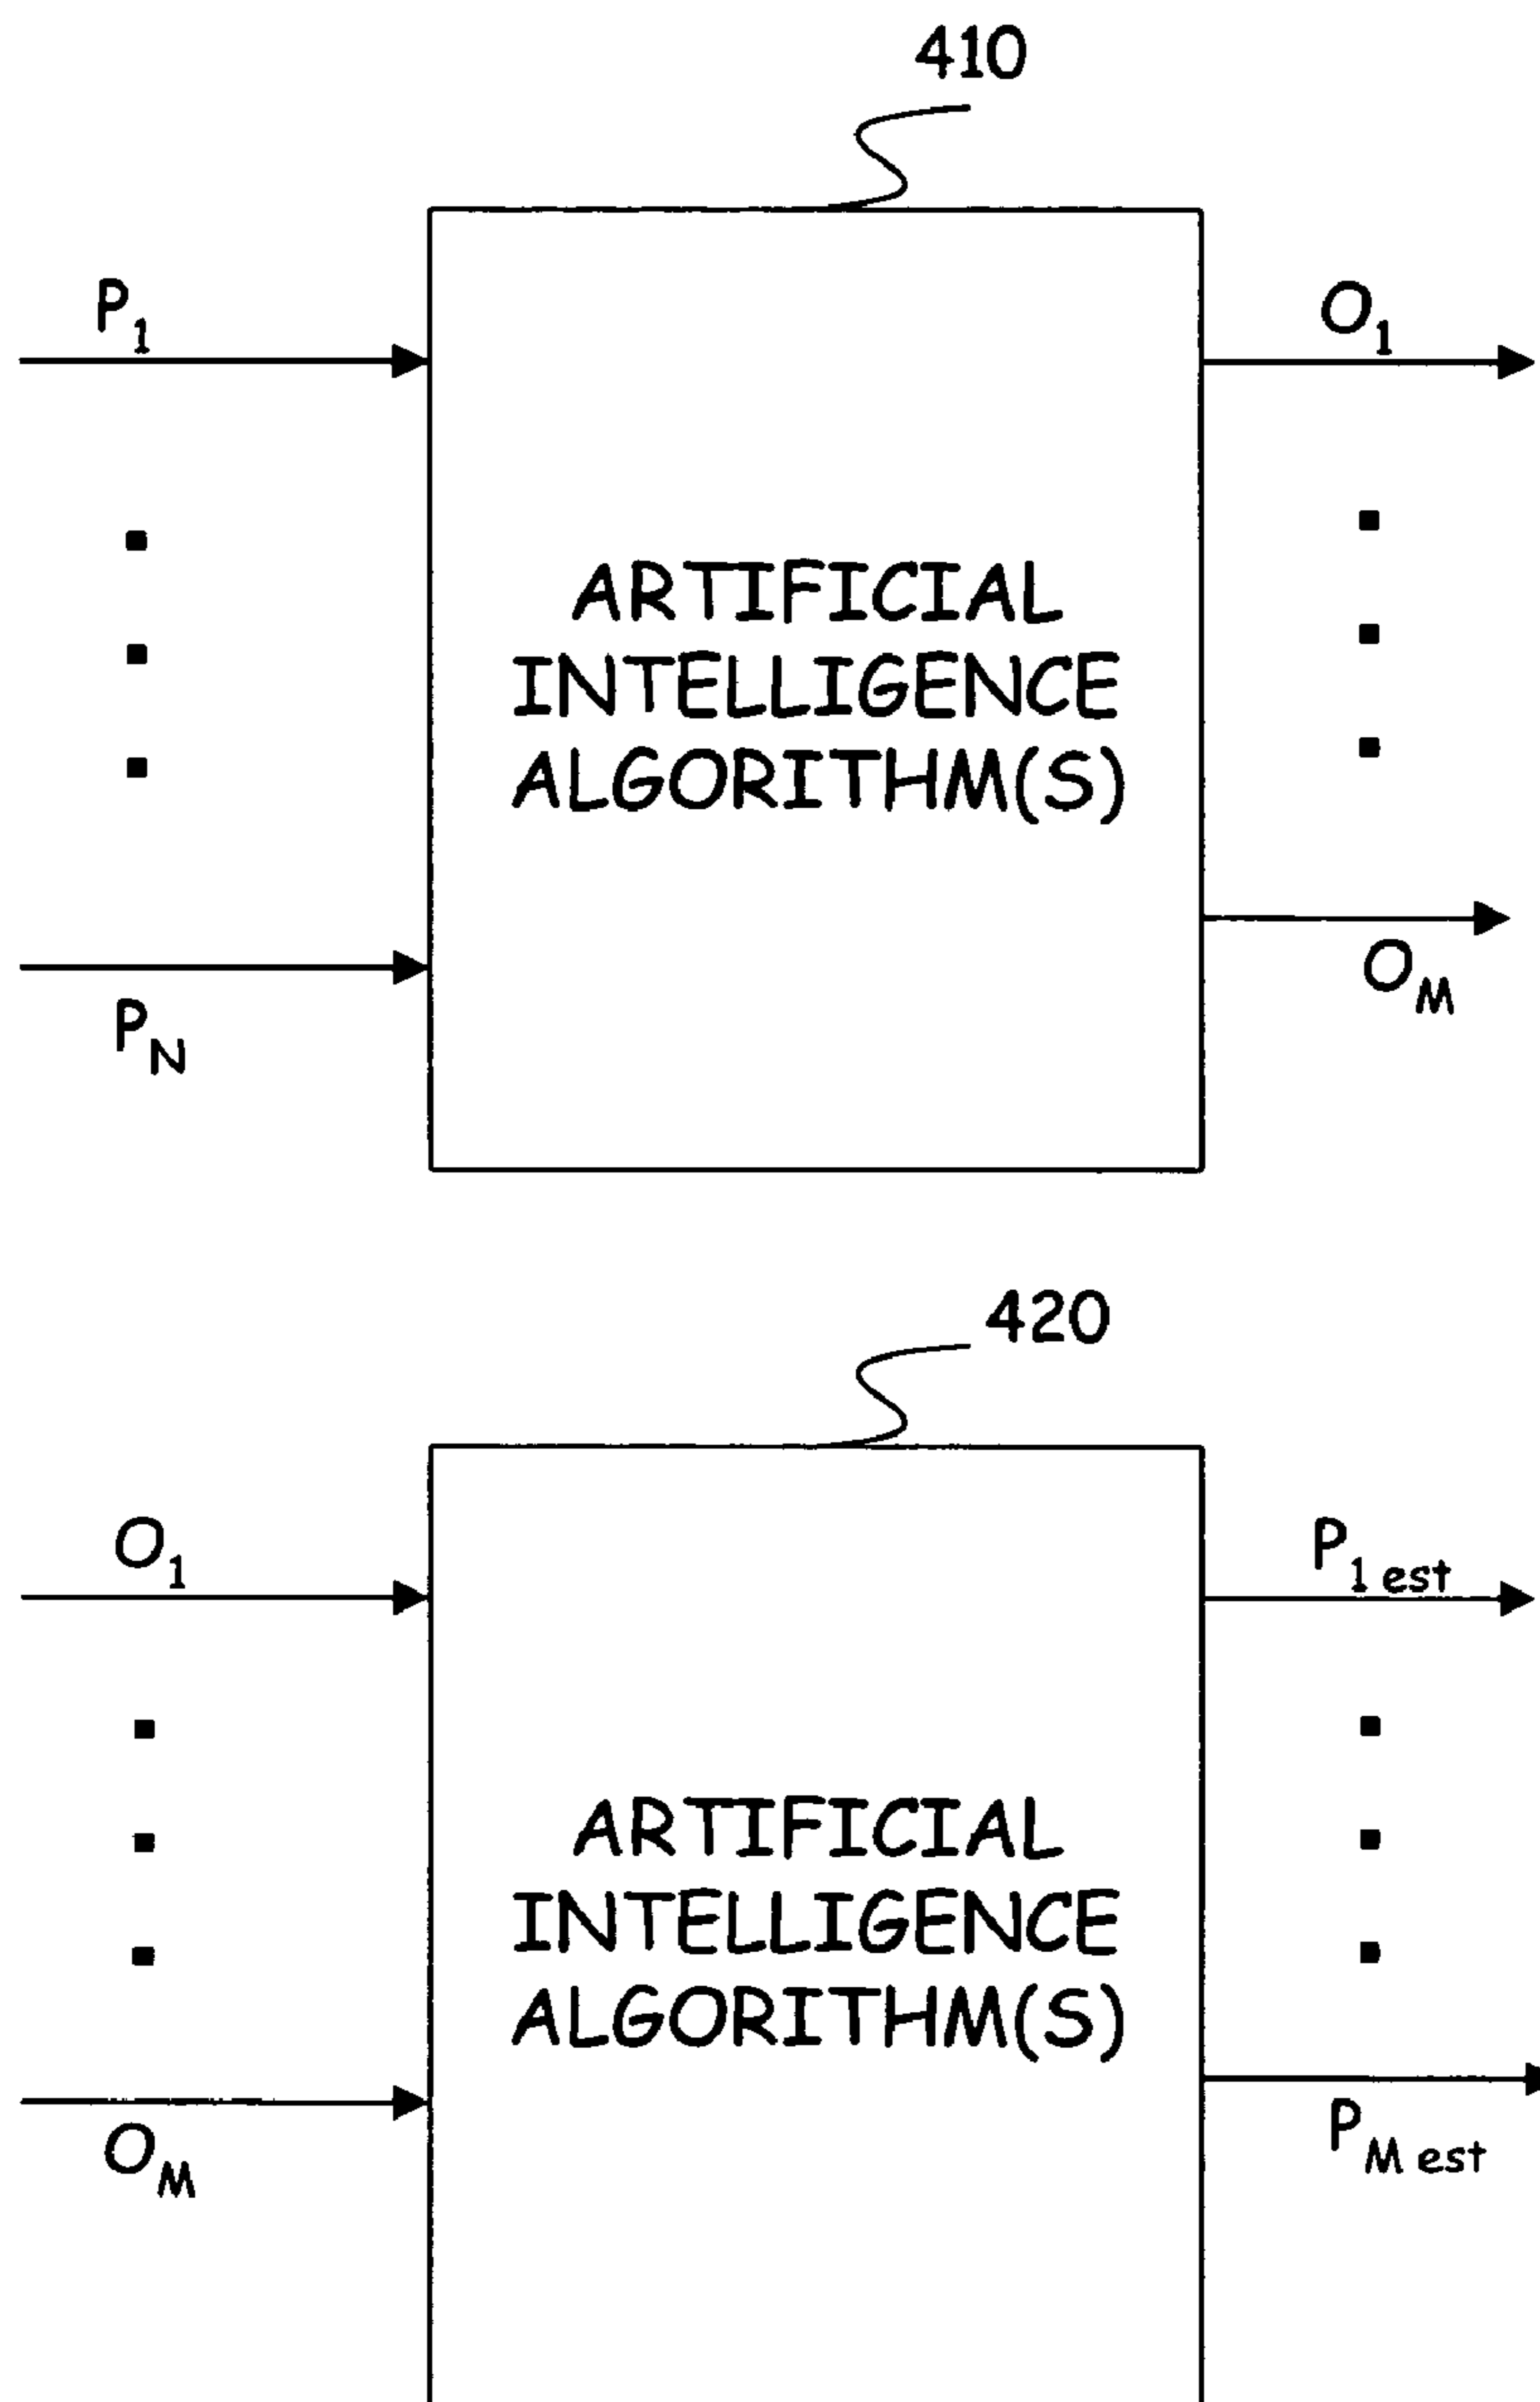 410
P1
O1
ARTIFICIAL
INTELLIGENCE
ALGORITHM(S)
OM
PN
420
O1
P1 est
ARTIFICIAL
INTELLIGENCE
ALGORITHM(S)
OM
PM est